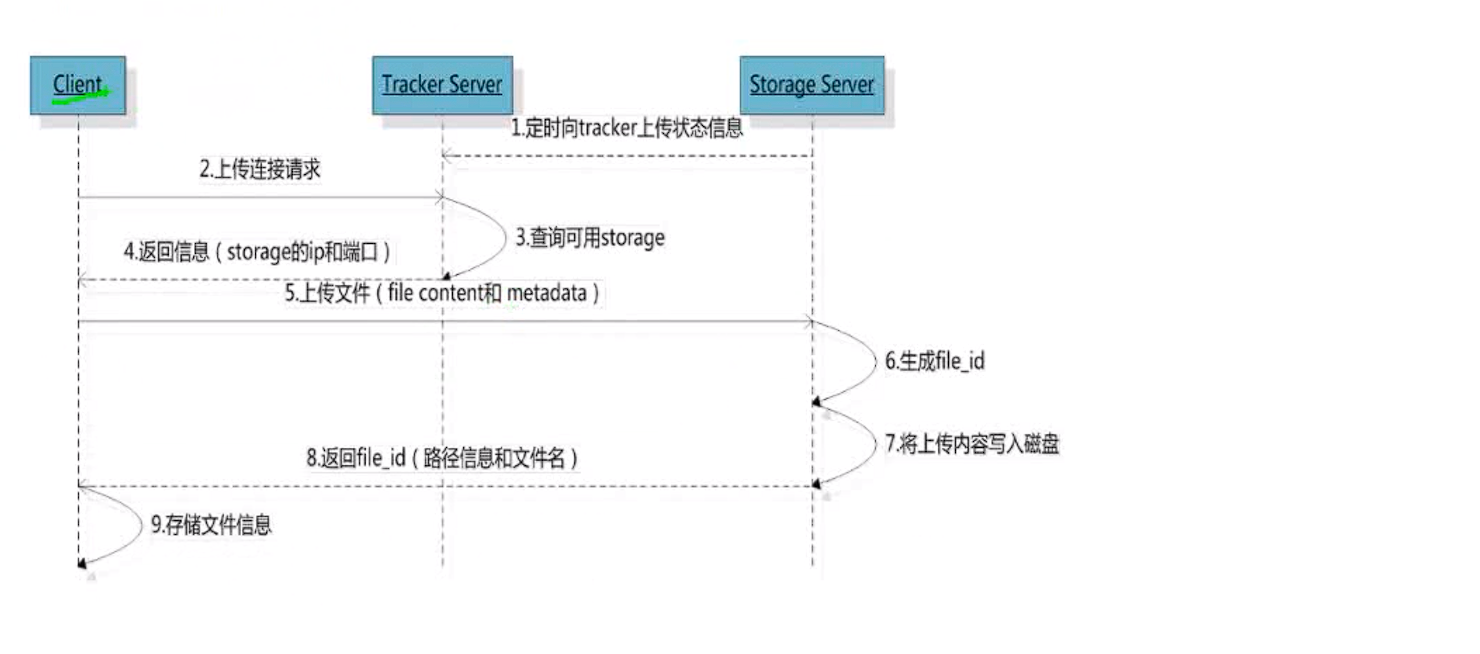 Client
Tracker Server
Storage Server
1.定时向tracker上传状态信息
2.上传连接请求
3.查询可用storage
4.返回信息（storage的ip和端口）
5.上传文件（file content和 metadata）
6.生成file_id
7.将上传内容写入磁盘
8.返回file_id（路径信息和文件名）
9.存储文件信息